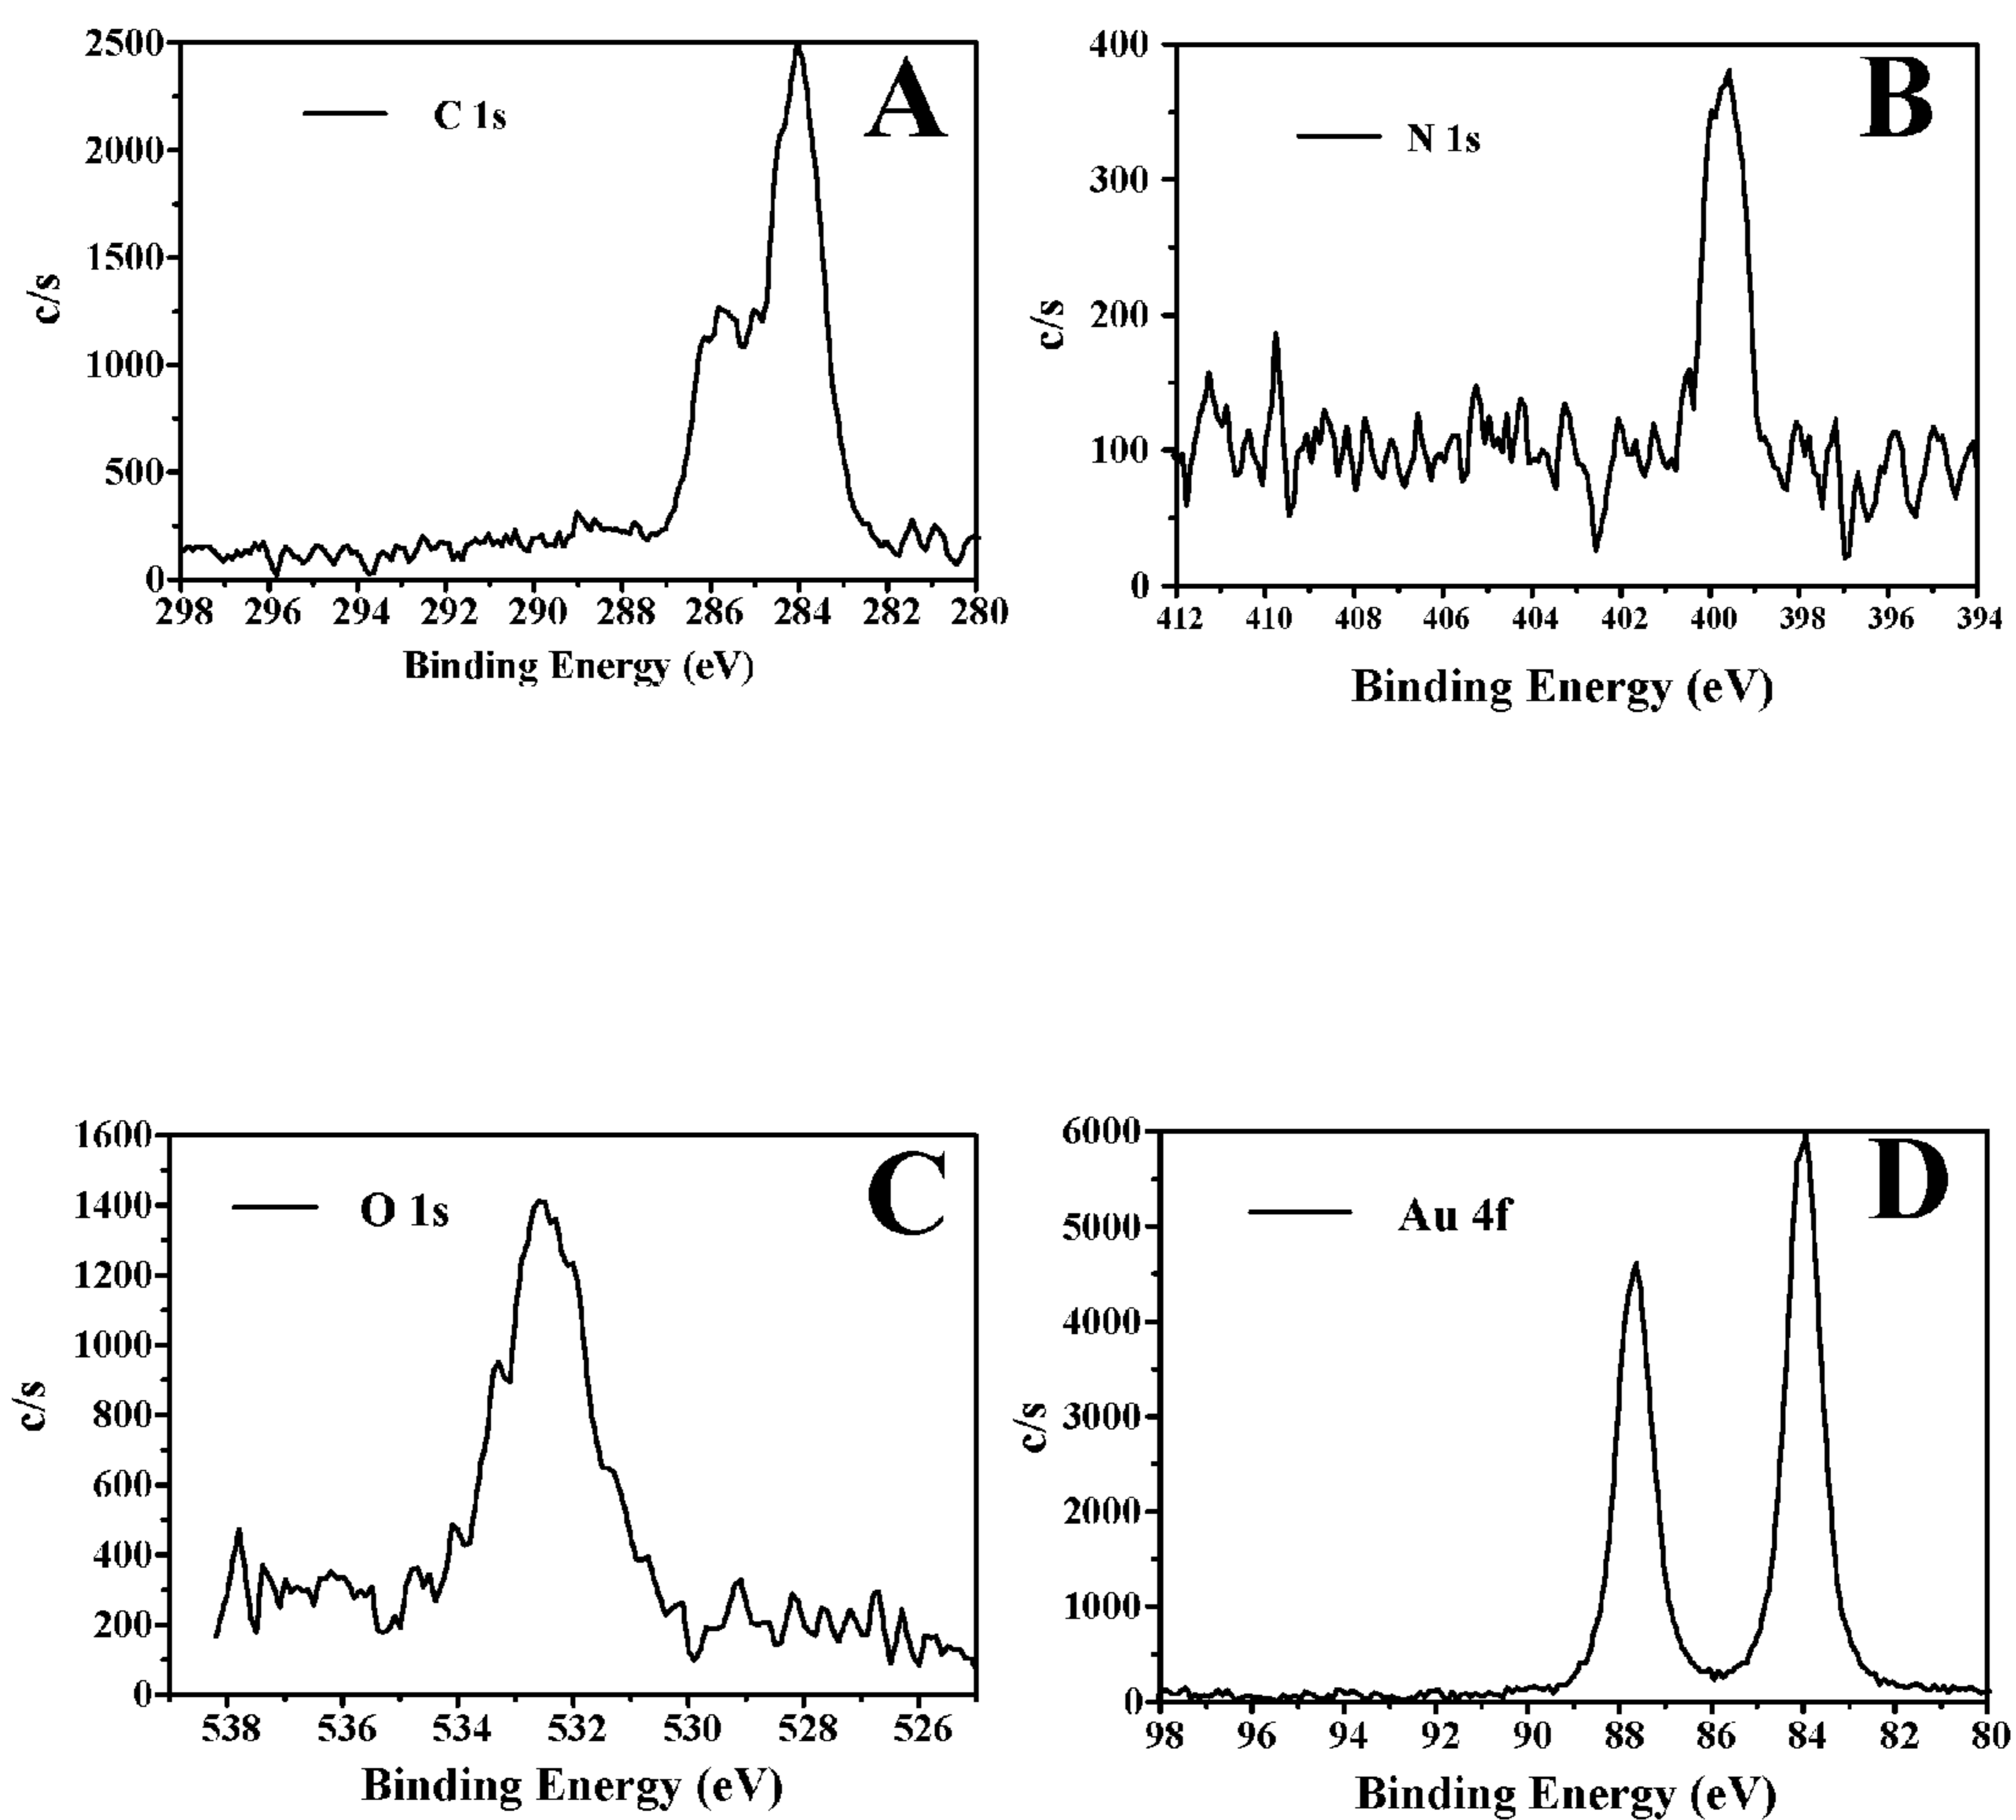 A
C 1s
2500
2000
1500
1000
500
0
c/s
298 296 294 292 290 288 286 284 282 280
Binding Energy (eV)
B
N 1s
400
300
200
100
0
c/s
412 410 408 406 404 402 400 398 396 394
Binding Energy (eV)
C
O 1s
1600
1400
1200
1000
800
600
400
200
0
c/s
538 536 534 532 530 528 526
Binding Energy (eV)
D
Au 4f
6000
5000
4000
3000
2000
1000
0
c/s
98 96 94 92 90 88 86 84 82 80
Binding Energy (eV)